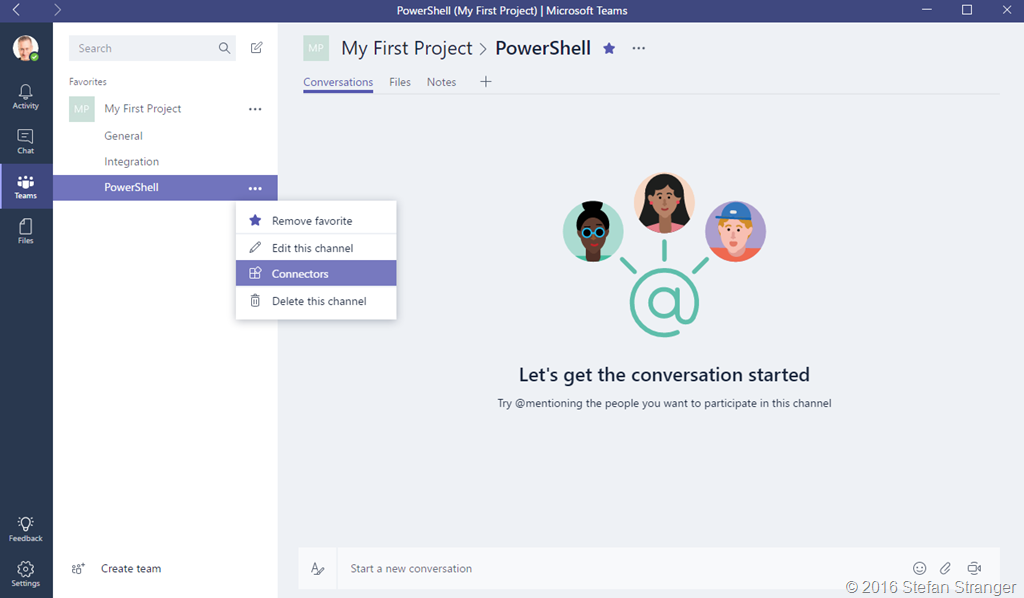 PowerShell (My First Project) | Microsoft Teams
Search
Activity
Chat
Teams
Files
Feedback
Settings
Favorites
MP My First Project
General
Integration
PowerShell
Remove favorite
Edit this channel
Connectors
Delete this channel
Create team
MP My First Project > PowerShell
Conversations Files Notes
@
Let's get the conversation started
Try @mentioning the people you want to participate in this channel
Start a new conversation
© 2016 Stefan Stranger